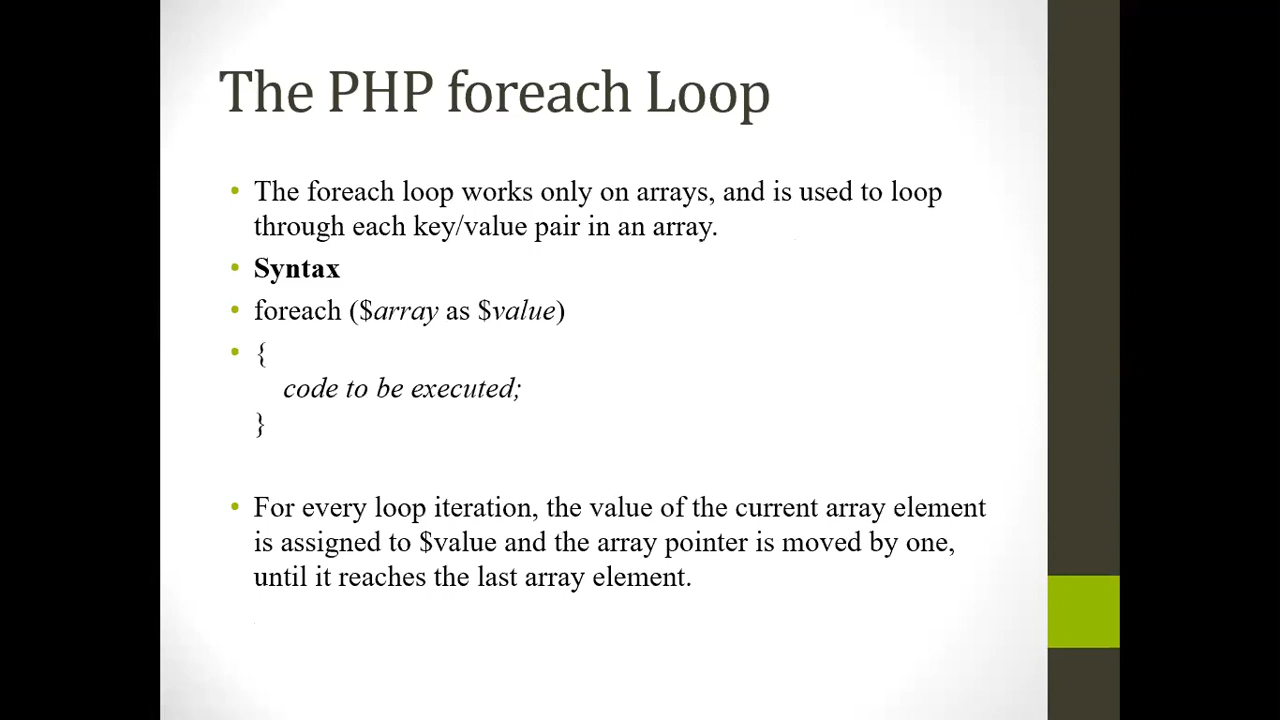 The PHP foreach Loop
• The foreach loop works only on arrays, and is used to loop
through each key/value pair in an array.
• Syntax
• foreach ($array as $value)
• {
code to be executed;
}
• For every loop iteration, the value of the current array element
is assigned to $value and the array pointer is moved by one,
until it reaches the last array element.